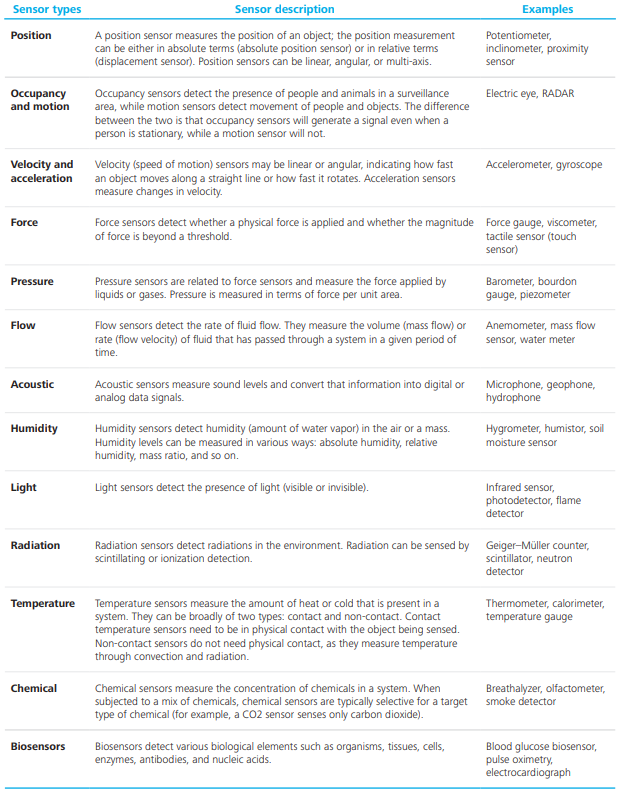 Sensor types Sensor description Examples
Position A position sensor measures the position of an object; the position measurement Potentiometer,
can be either in absolute terms (absolute position sensor) or in relative terms inclinometer, proximity
(displacement sensor). Position sensors can be linear, angular, or multi-axis. sensor
Occupancy Occupancy sensors detect the presence of people and animals in a surveillance Electric eye, RADAR
and motion area, while motion sensors detect movement of people and objects. The difference
between the two is that occupancy sensors will generate a signal even when a
person is stationary, while a motion sensor will not.
Velocity and Velocity (speed of motion) sensors may be linear or angular, indicating how fast Accelerometer, gyroscope
acceleration an object moves along a straight line or how fast it rotates. Acceleration sensors
measure changes in velocity.
Force Force sensors detect whether a physical force is applied and whether the magnitude Force gauge, viscometer,
of force is beyond a threshold. tactile sensor (touch
sensor)
Pressure Pressure sensors are related to force sensors and measure the force applied by Barometer, bourdon
liquids or gases. Pressure is measured in terms of force per unit area. gauge, piezometer
Flow Flow sensors detect the rate of fluid flow. They measure the volume (mass flow) or Anemometer, mass flow
rate (flow velocity) of fluid that has passed through a system in a given period of sensor, water meter
time.
Acoustic Acoustic sensors measure sound levels and convert that information into digital or Microphone, geophone,
analog data signals. hydrophone
Humidity Humidity sensors detect humidity (amount of water vapor) in the air or a mass. Hygrometer, humistor, soil
Humidity levels can be measured in various ways: absolute humidity, relative moisture sensor
humidity, mass ratio, and so on.
Light Light sensors detect the presence of light (visible or invisible). Infrared sensor,
photodetector, flame
detector
Radiation Radiation sensors detect radiations in the environment. Radiation can be sensed by Geiger–Müller counter,
scintillating or ionization detection. scintillator, neutron
detector
Temperature Temperature sensors measure the amount of heat or cold that is present in a Thermometer, calorimeter,
system. They can be broadly of two types: contact and non-contact. Contact temperature gauge
temperature sensors need to be in physical contact with the object being sensed.
Non-contact sensors do not need physical contact, as they measure temperature
through convection and radiation.
Chemical Chemical sensors measure the concentration of chemicals in a system. When Breathalyzer, olfactometer,
subjected to a mix of chemicals, chemical sensors are typically selective for a target smoke detector
type of chemical (for example, a CO2 sensor senses only carbon dioxide).
Biosensors Biosensors detect various biological elements such as organisms, tissues, cells, Blood glucose biosensor,
enzymes, antibodies, and nucleic acids. pulse oximetry,
electrocardiograph